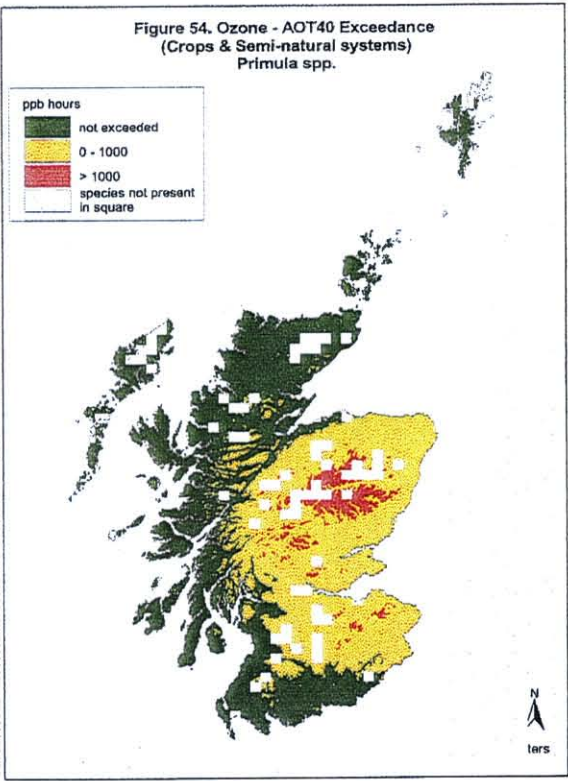 Figure 54. Ozone - AOT40 Exceedance
(Crops & Semi-natural systems)
Primula spp.
ppb hours
not exceeded
0 - 1000
> 1000
species not present
in square
N
ters